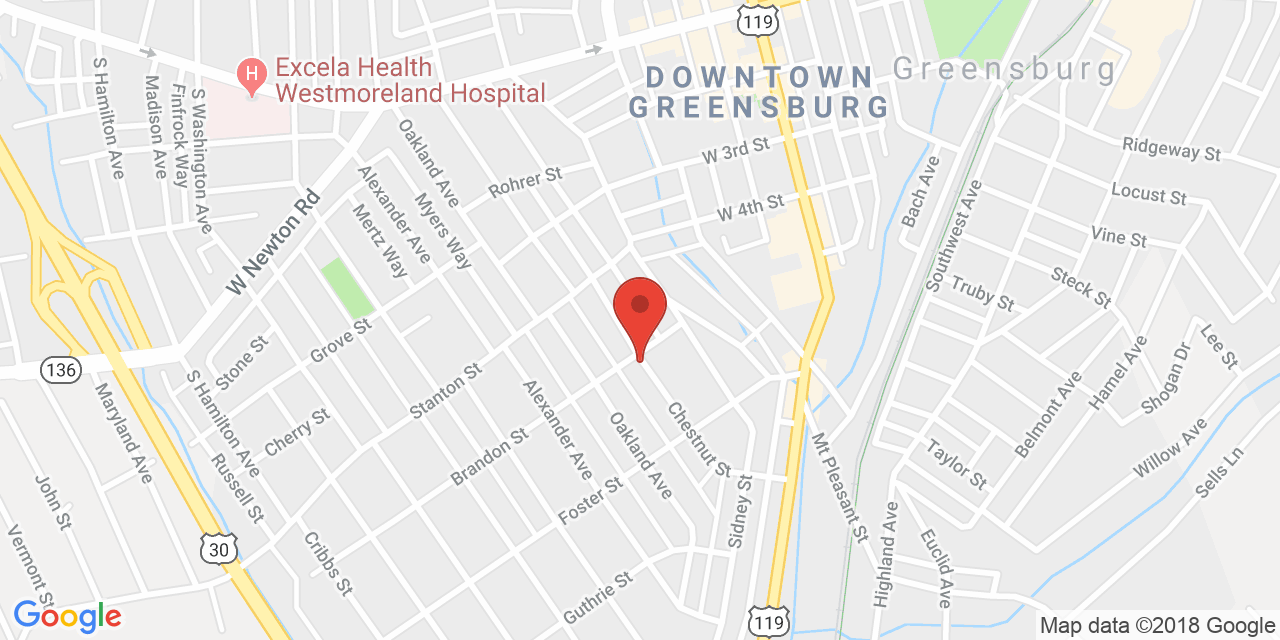 119
Excela Health
Westmoreland Hospital
DOWNTOWN
GREENSBURG
Greensburg
S Hamilton Ave
Madison Ave
Finfrock Way
S Washington Ave
Oakland Ave
Rohrer St
W 3rd St
Ridgeway St
Locust St
Bach Ave
Alexander Ave
Mertz Way
Myers Way
W 4th St
Southwest Ave
Vine St
W Newton Rd
Truby St
Steck St
136
Stone St
Grove St
Stanton St
Lee St
Shogan Dr
Hamel Ave
Belmont Ave
Maryland Ave
S Hamilton Ave
Cherry St
Brandon St
Alexander Ave
Oakland Ave
Chestnut St
Mt Pleasant St
Taylor St
Willow Ave
Sells Ln
John St
Russell St
Foster St
Sidney St
Vermont St
30
Cribbs St
Guthrie St
Highland Ave
Euclid Ave
119
Google
Map data ©2018 Google